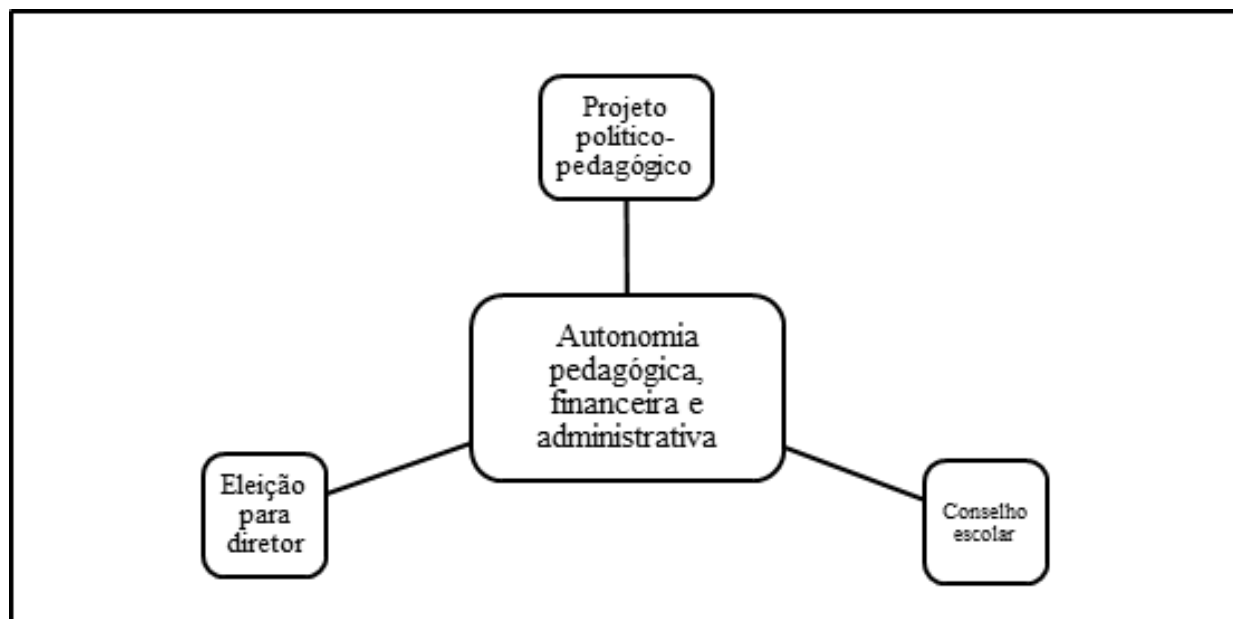 Projeto
político-
pedagógico
Autonomia
pedagógica,
financeira e
administrativa
Eleição
para
diretor
Conselho
escolar